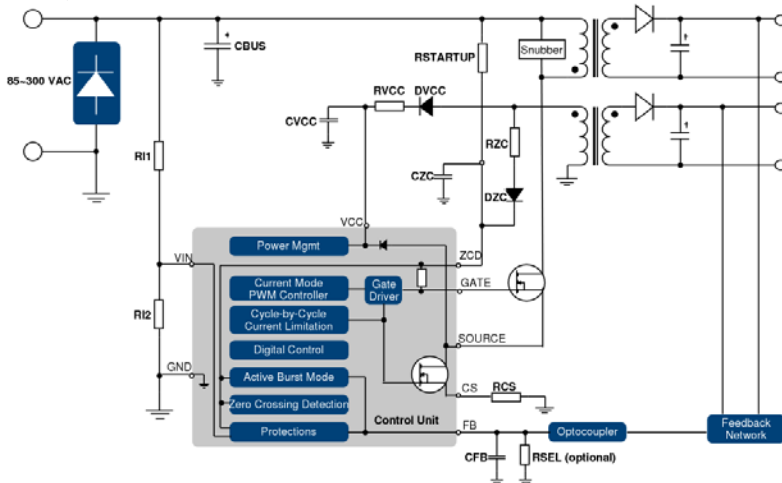 CBUS
RSTARTUP
Snubber
85~300 VAC
RVCC
DVCC
CVCC
RZC
RI1
CZC
DZC
VCC
Power Mgmt
VIN
ZCD
Current Mode
PWM Controller
Gate
Driver
GATE
Cycle-by-Cycle
Current Limitation
RI2
SOURCE
Digital Control
GND
Active Burst Mode
CS
RCS
Zero Crossing Detection
Control Unit
FB
Protections
Optocoupler
Feedback
Network
CFB
RSEL (optional)